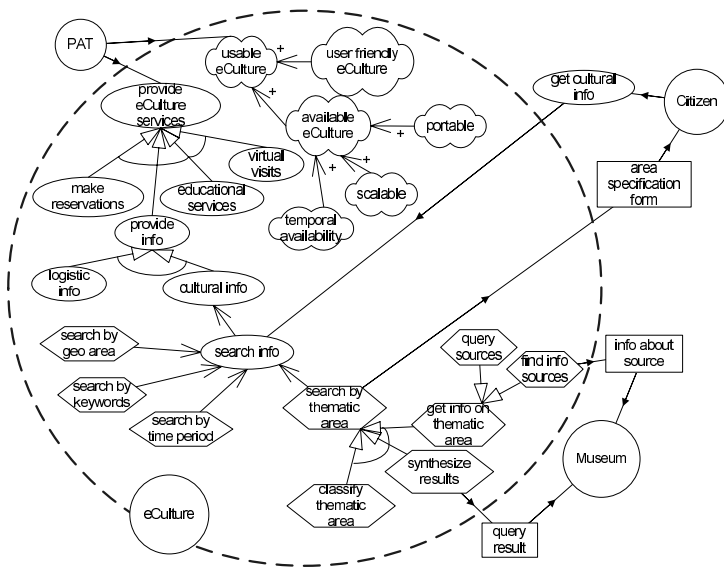 PAT
usable
eCulture
+
user friendly
eCulture
+
provide
eCulture
services
available
eCulture
+
portable
+
+
scalable
temporal
availability
get cultural
info
Citizen
area
specification
form
virtual
visits
make
reservations
educational
services
provide
info
logistic
info
cultural info
search by
geo area
search info
search by
keywords
search by
time period
search by
thematic
area
query
sources
find info
sources
info about
source
get info on
thematic area
synthesize
results
classify
thematic
area
Museum
query
result
eCulture